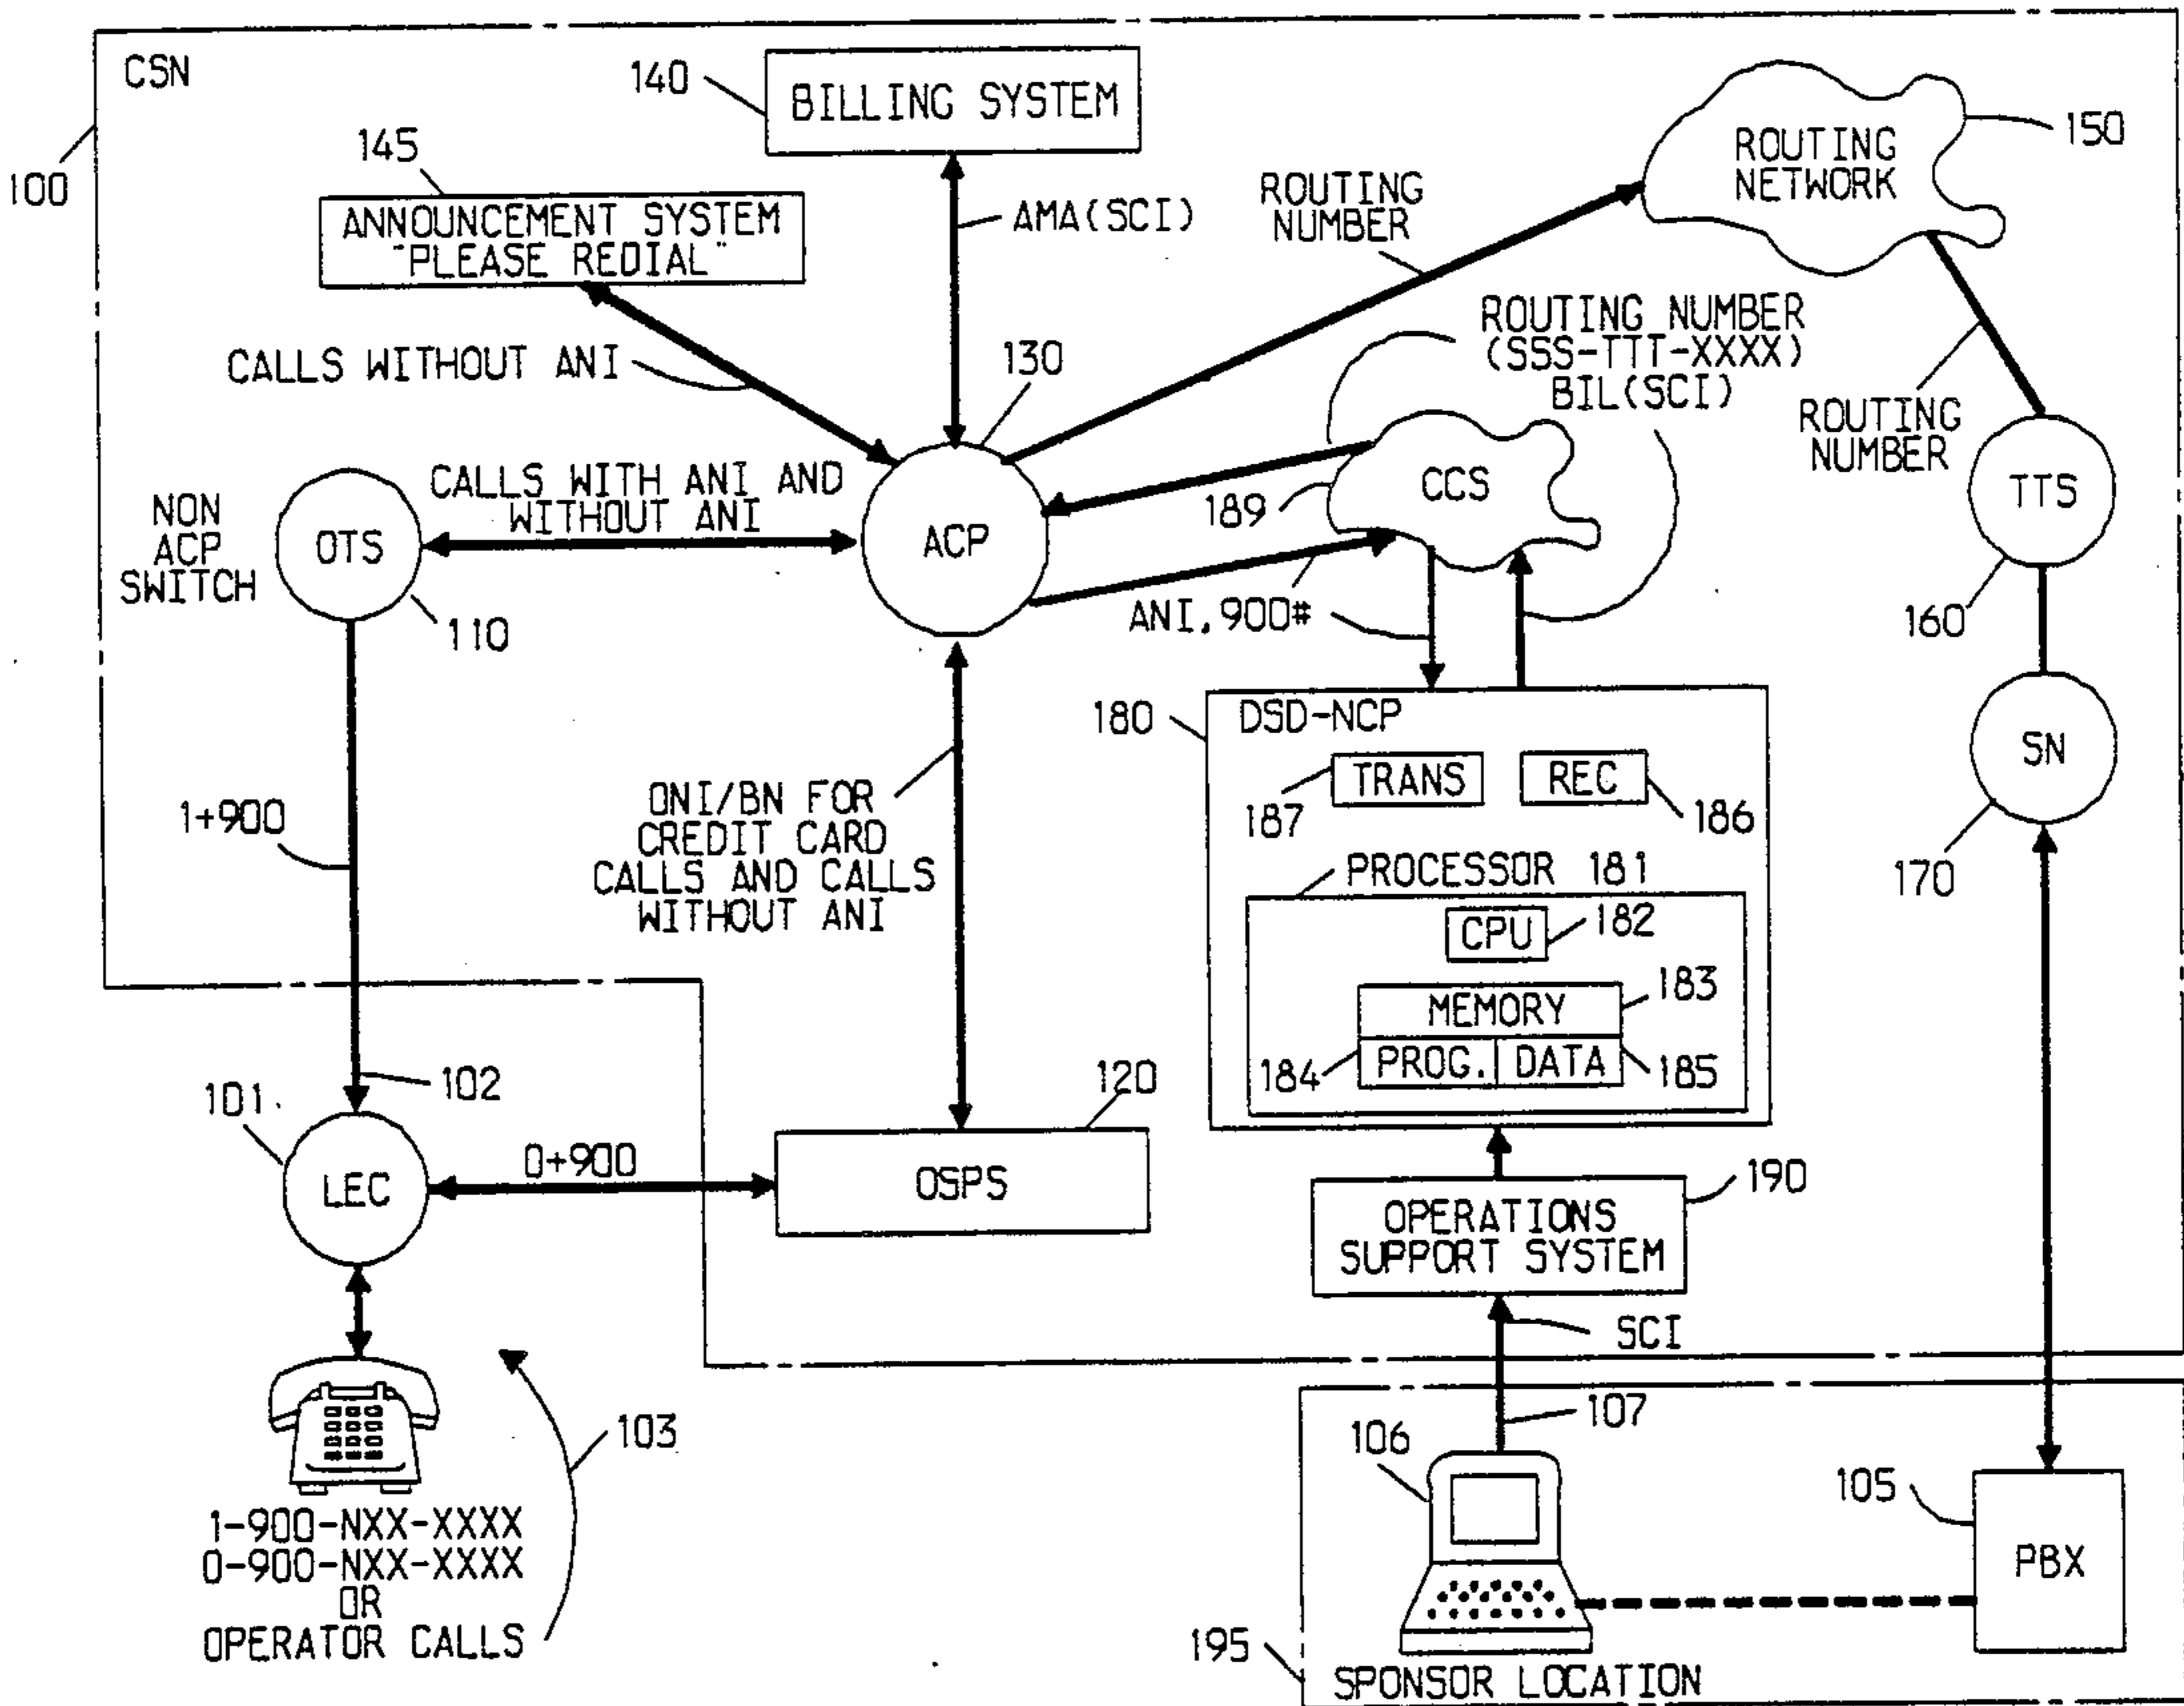 CSN
100
140
BILLING SYSTEM
145
ANNOUNCEMENT SYSTEM
"PLEASE REDIAL"
AMA(SCI)
ROUTING
NUMBER
ROUTING
NETWORK
150
CALLS WITHOUT ANI
130
ROUTING NUMBER
(SSS-TTT-XXXX)
BIL(SCI)
ROUTING
NUMBER
NON
ACP
SWITCH
OTS
110
CALLS WITH ANI AND
WITHOUT ANI
ACP
189
CCS
TTS
160
ANI,900#
180
DSD-NCP
TRANS
187
REC
186
SN
170
1+900
ONI/BN FOR
CREDIT CARD
CALLS AND CALLS
WITHOUT ANI
PROCESSOR 181
CPU
182
MEMORY
183
184
PROG.
DATA
185
102
101
LEC
0+900
120
OSPS
190
OPERATIONS
SUPPORT SYSTEM
SCI
103
1-900-NXX-XXXX
0-900-NXX-XXXX
OR
OPERATOR CALLS
106
107
105
PBX
195
SPONSOR LOCATION